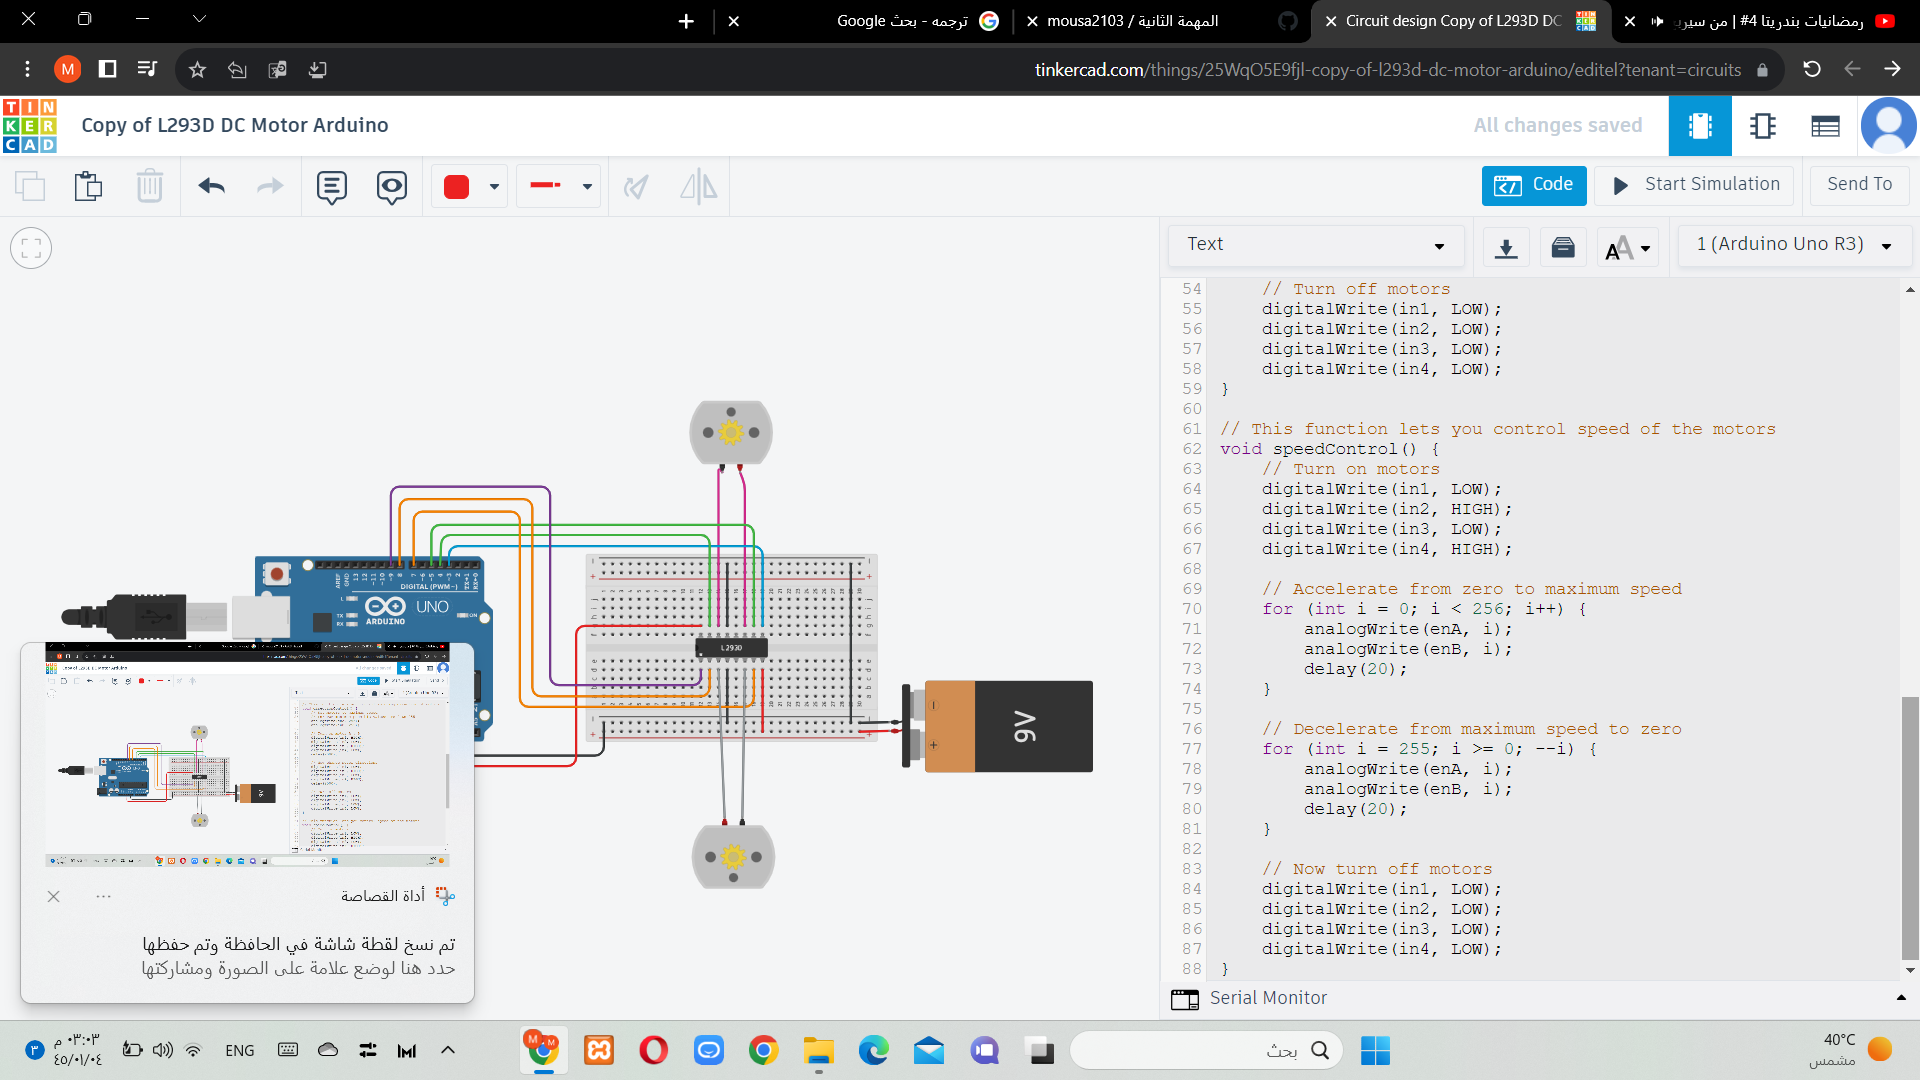 Google ترجمه - بحث
mousa2103 / المهمة الثانية
Circuit design Copy of L293D DC
رمضانيات بندريتا 4# | من سيرب
M
tinkercad.com/things/25WqO5E9fjl-copy-of-l293d-dc-motor-arduino/editel?tenant=circuits
TIN
KER
CAD
Copy of L293D DC Motor Arduino
All changes saved
Code
Start Simulation
Send To
Text
1 (Arduino Uno R3)
54 // Turn off motors
55 digitalWrite(in1, LOW);
56 digitalWrite(in2, LOW);
57 digitalWrite(in3, LOW);
58 digitalWrite(in4, LOW);
59 }
60
61 // This function lets you control speed of the motors
62 void speedControl() {
63 // Turn on motors
64 digitalWrite(in1, LOW);
65 digitalWrite(in2, HIGH);
66 digitalWrite(in3, LOW);
67 digitalWrite(in4, HIGH);
68
69 // Accelerate from zero to maximum speed
70 for (int i = 0; i < 256; i++) {
71 analogWrite(enA, i);
72 analogWrite(enB, i);
73 delay(20);
74 }
75
76 // Decelerate from maximum speed to zero
77 for (int i = 255; i >= 0; --i) {
78 analogWrite(enA, i);
79 analogWrite(enB, i);
80 delay(20);
81 }
82
83 // Now turn off motors
84 digitalWrite(in1, LOW);
85 digitalWrite(in2, LOW);
86 digitalWrite(in3, LOW);
87 digitalWrite(in4, LOW);
88 }
Serial Monitor
DIGITAL (PWM~)
UNO
ARDUINO
L293D
9V
أداة القصاصة
تم نسخ لقطة شاشة في الحافظة وتم حفظها
حدد هنا لوضع علامة على الصورة ومشاركتها
٠٣:٠٣ م
٤٥/٠١/٠٤
ENG
بحث
40°C
مشمس